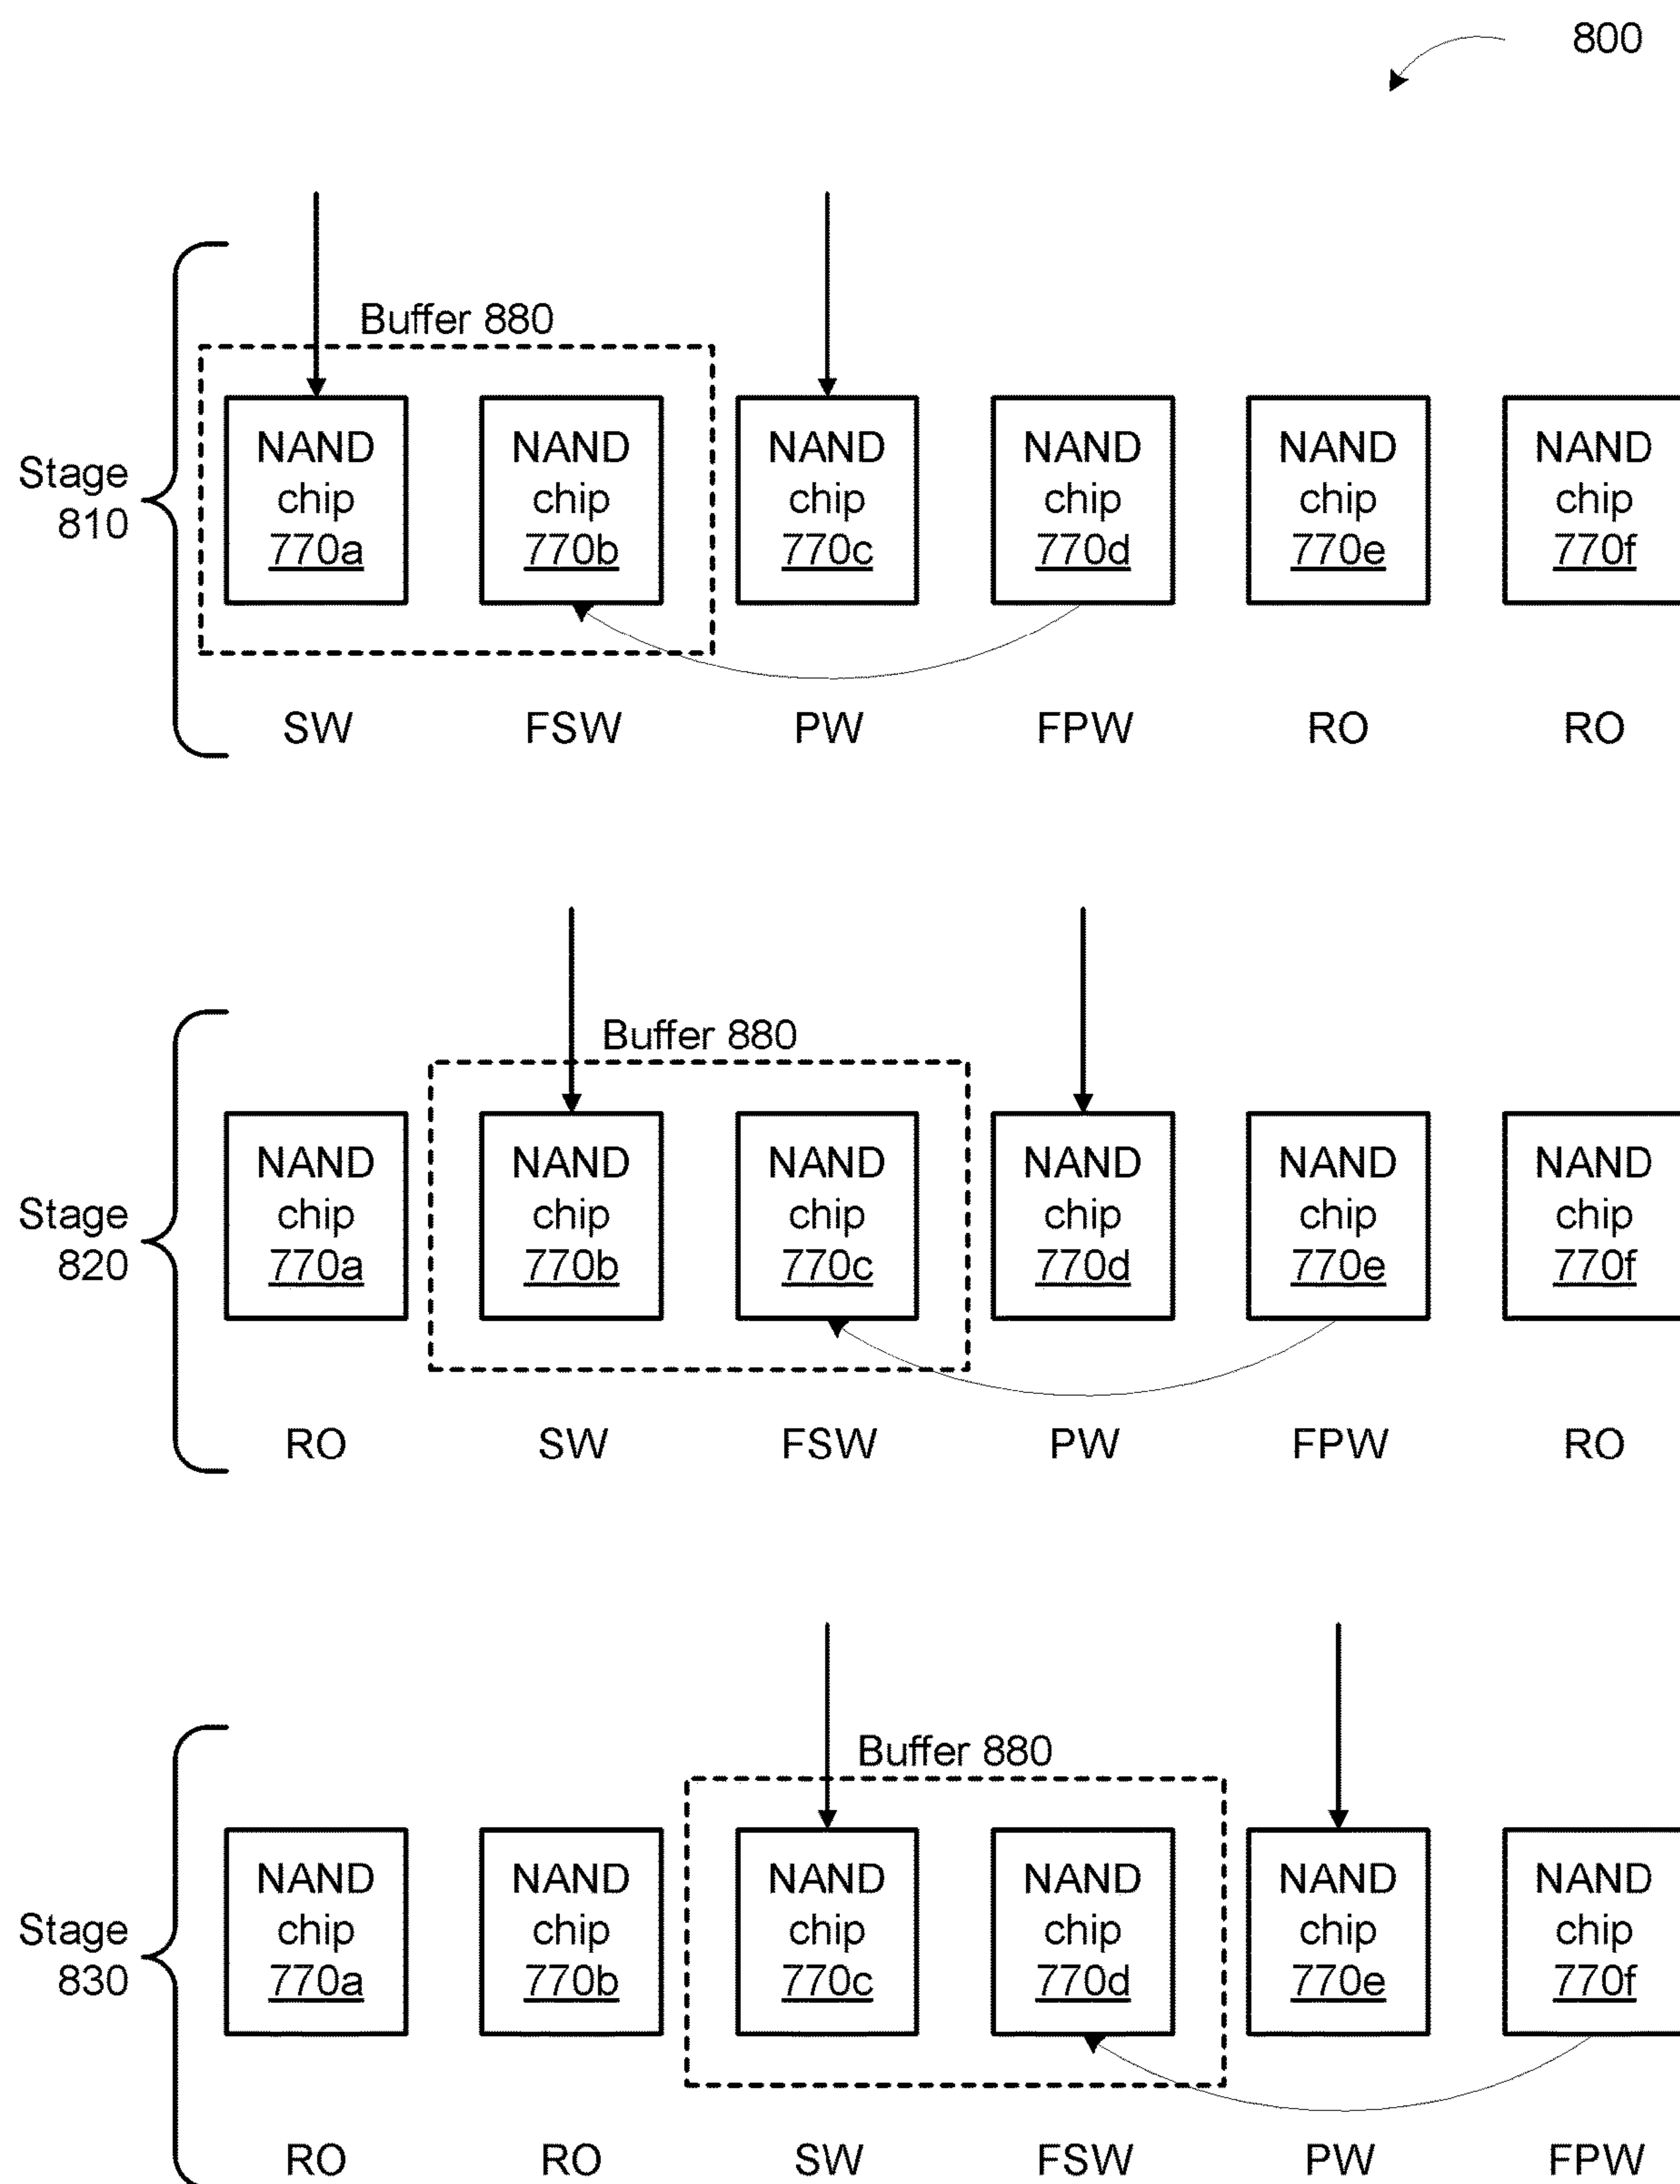 800
Buffer 880
Stage
810
NAND
chip
770a
NAND
chip
770b
NAND
chip
770c
NAND
chip
770d
NAND
chip
770e
NAND
chip
770f
SW
FSW
PW
FPW
RO
RO
Buffer 880
Stage
820
NAND
chip
770a
NAND
chip
770b
NAND
chip
770c
NAND
chip
770d
NAND
chip
770e
NAND
chip
770f
RO
SW
FSW
PW
FPW
RO
Buffer 880
Stage
830
NAND
chip
770a
NAND
chip
770b
NAND
chip
770c
NAND
chip
770d
NAND
chip
770e
NAND
chip
770f
RO
RO
SW
FSW
PW
FPW